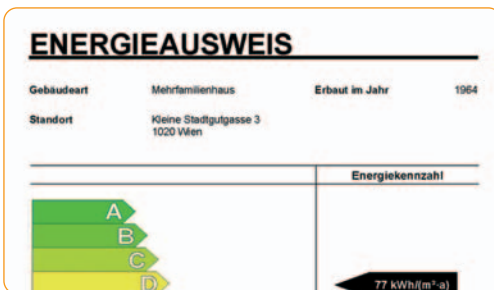 ENERGIEAUSWEIS
Gebäudeart Mehrfamilienhaus Erbaut im Jahr 1964
Standort Kleine Stadtgutgasse 3
1020 Wien
Energiekennzahl
A
B
C
D
77 kWh/(m²·a)